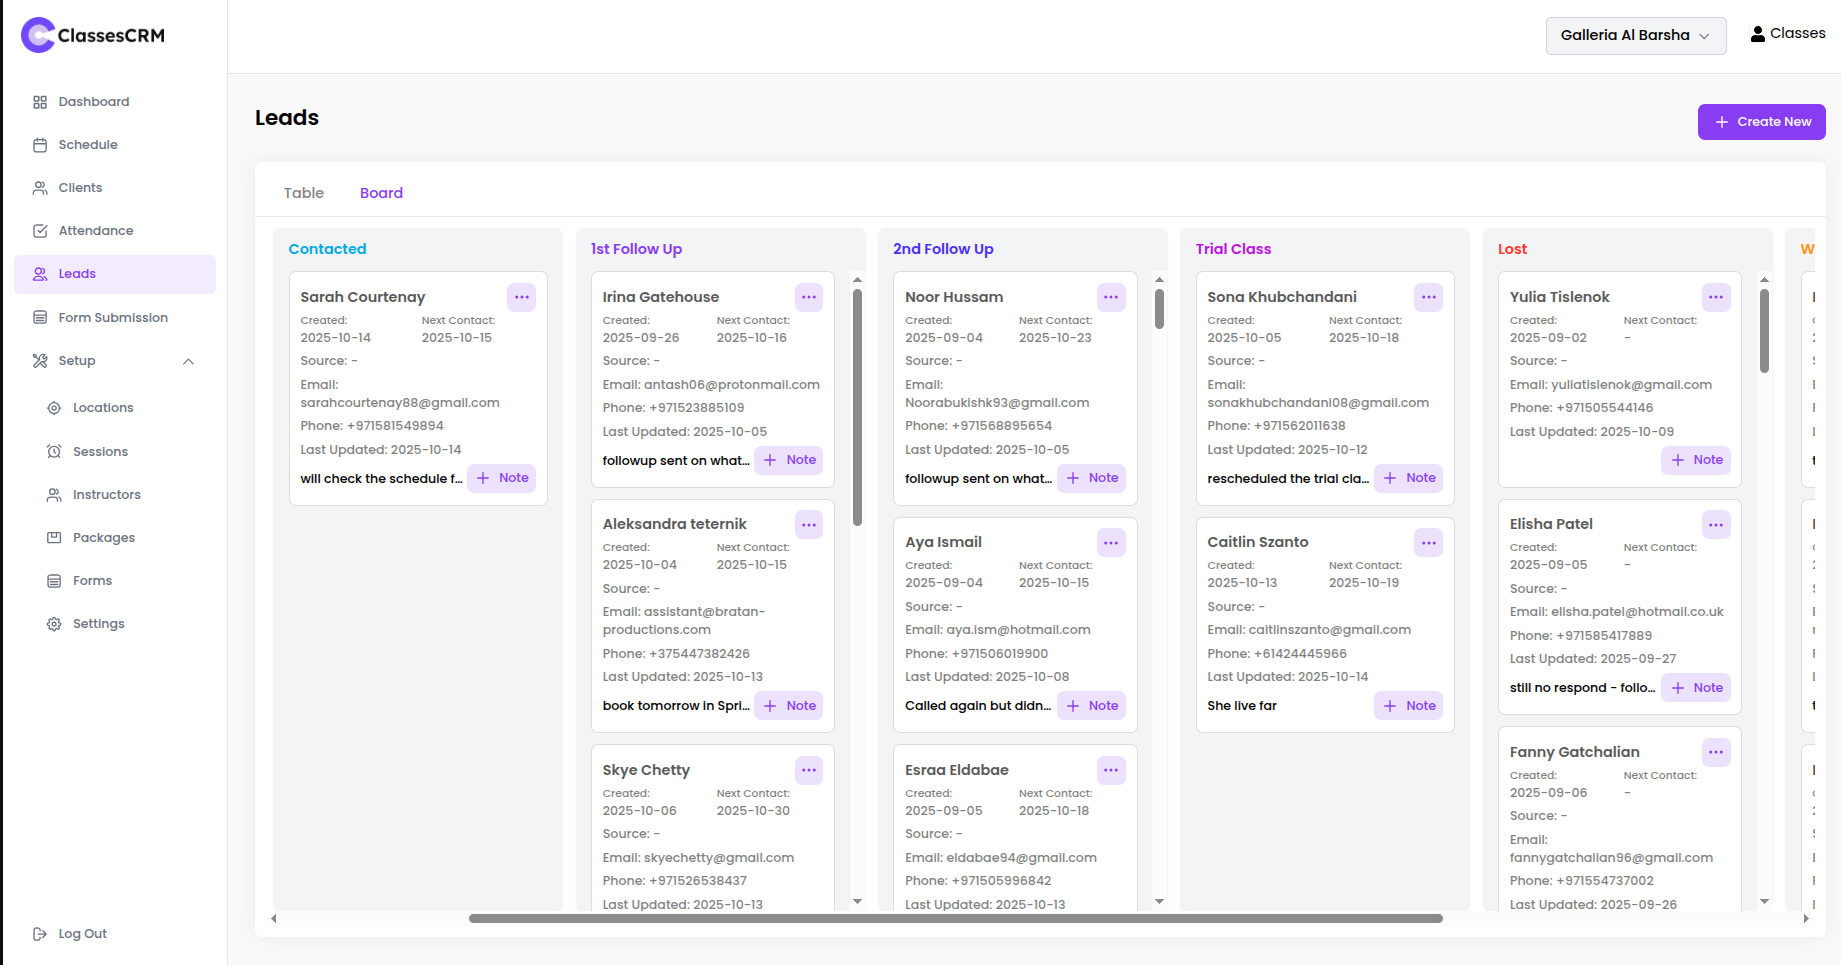 ClassesCRM
Galleria Al Barsha
Classes
Dashboard
Schedule
Clients
Attendance
Leads
Form Submission
Setup
Locations
Sessions
Instructors
Packages
Forms
Settings
Log Out
Leads
Create New
Table
Board
Contacted
Sarah Courtenay
Created: Next Contact:
2025-10-14 2025-10-15
Source: -
Email:
sarahcourtenay88@gmail.com
Phone: +971581549894
Last Updated: 2025-10-14
will check the schedule f... Note
1st Follow Up
Irina Gatehouse
Created: Next Contact:
2025-09-26 2025-10-16
Source: -
Email: antash06@protonmail.com
Phone: +971523885109
Last Updated: 2025-10-05
followup sent on what... Note
Aleksandra teternik
Created: Next Contact:
2025-10-04 2025-10-15
Source: -
Email: assistant@bratan-
productions.com
Phone: +375447382426
Last Updated: 2025-10-13
book tomorrow in Spri... Note
Skye Chetty
Created: Next Contact:
2025-10-06 2025-10-30
Source: -
Email: skyechetty@gmail.com
Phone: +971526538437
Last Updated: 2025-10-13
2nd Follow Up
Noor Hussam
Created: Next Contact:
2025-09-04 2025-10-23
Source: -
Email:
Noorabukishk93@gmail.com
Phone: +971568895654
Last Updated: 2025-10-05
followup sent on what... Note
Aya Ismail
Created: Next Contact:
2025-09-04 2025-10-15
Source: -
Email: aya.ism@hotmail.com
Phone: +971506019900
Last Updated: 2025-10-08
Called again but didn... Note
Esraa Eldabae
Created: Next Contact:
2025-09-05 2025-10-18
Source: -
Email: eldabae94@gmail.com
Phone: +971505996842
Last Updated: 2025-10-13
Trial Class
Sona Khubchandani
Created: Next Contact:
2025-10-05 2025-10-18
Source: -
Email:
sonakhubchandani08@gmail.com
Phone: +971562011638
Last Updated: 2025-10-12
rescheduled the trial cla... Note
Caitlin Szanto
Created: Next Contact:
2025-10-13 2025-10-19
Source: -
Email: caitlinszanto@gmail.com
Phone: +61424445966
Last Updated: 2025-10-14
She live far Note
Lost
Yulia Tislenok
Created: Next Contact:
2025-09-02 -
Source: -
Email: yuliatislenok@gmail.com
Phone: +971505544146
Last Updated: 2025-10-09
Note
Elisha Patel
Created: Next Contact:
2025-09-05 -
Source: -
Email: elisha.patel@hotmail.co.uk
Phone: +971585417889
Last Updated: 2025-09-27
still no respond - follo... Note
Fanny Gatchalian
Created: Next Contact:
2025-09-06 -
Source: -
Email:
fannygatchalian96@gmail.com
Phone: +971554737002
Last Updated: 2025-09-26